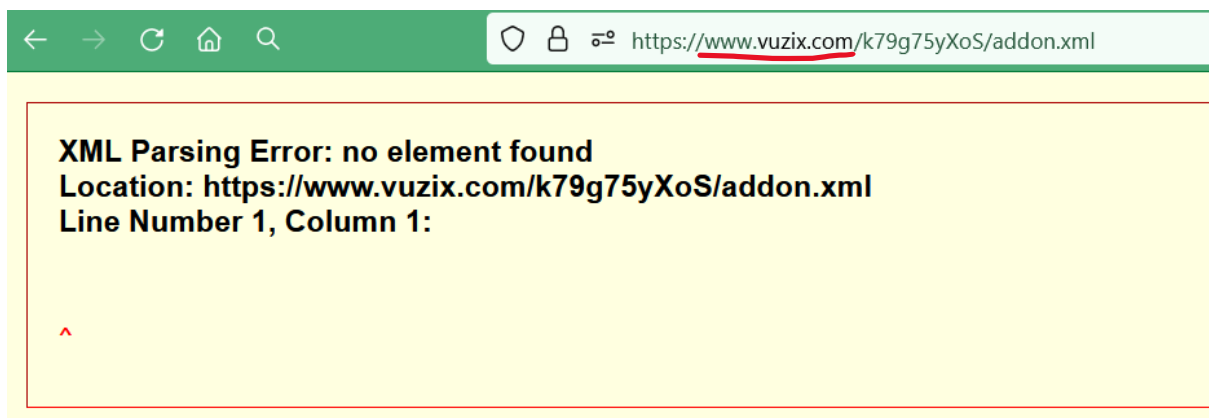 https://www.vuzix.com/k79g75yXoS/addon.xml
XML Parsing Error: no element found
Location: https://www.vuzix.com/k79g75yXoS/addon.xml
Line Number 1, Column 1:
^